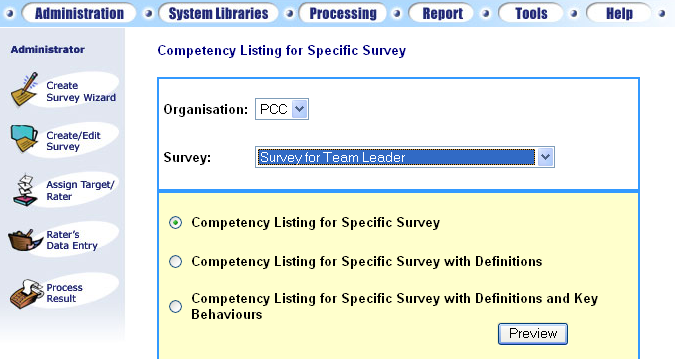 Administration
System Libraries
Processing
Report
Tools
Help
Administrator
Create
Survey Wizard
Create/Edit
Survey
Assign Target/
Rater
Rater's
Data Entry
Process
Result
Competency Listing for Specific Survey
Organisation: PCC
Survey: Survey for Team Leader
Competency Listing for Specific Survey
Competency Listing for Specific Survey with Definitions
Competency Listing for Specific Survey with Definitions and Key
Behaviours
Preview